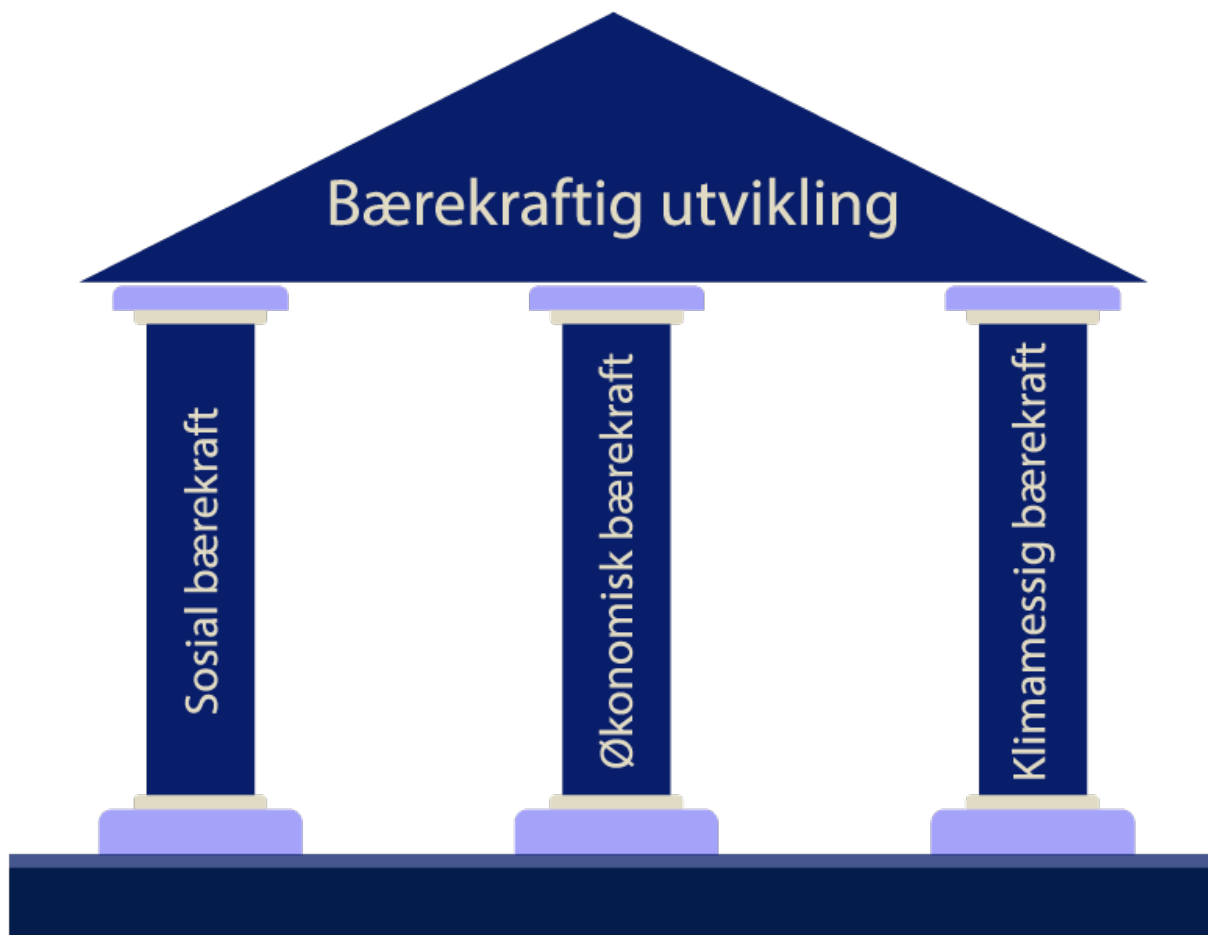 Bærekraftig utvikling
Sosial bærekraft
Økonomisk bærekraft
Klimamessig bærekraft